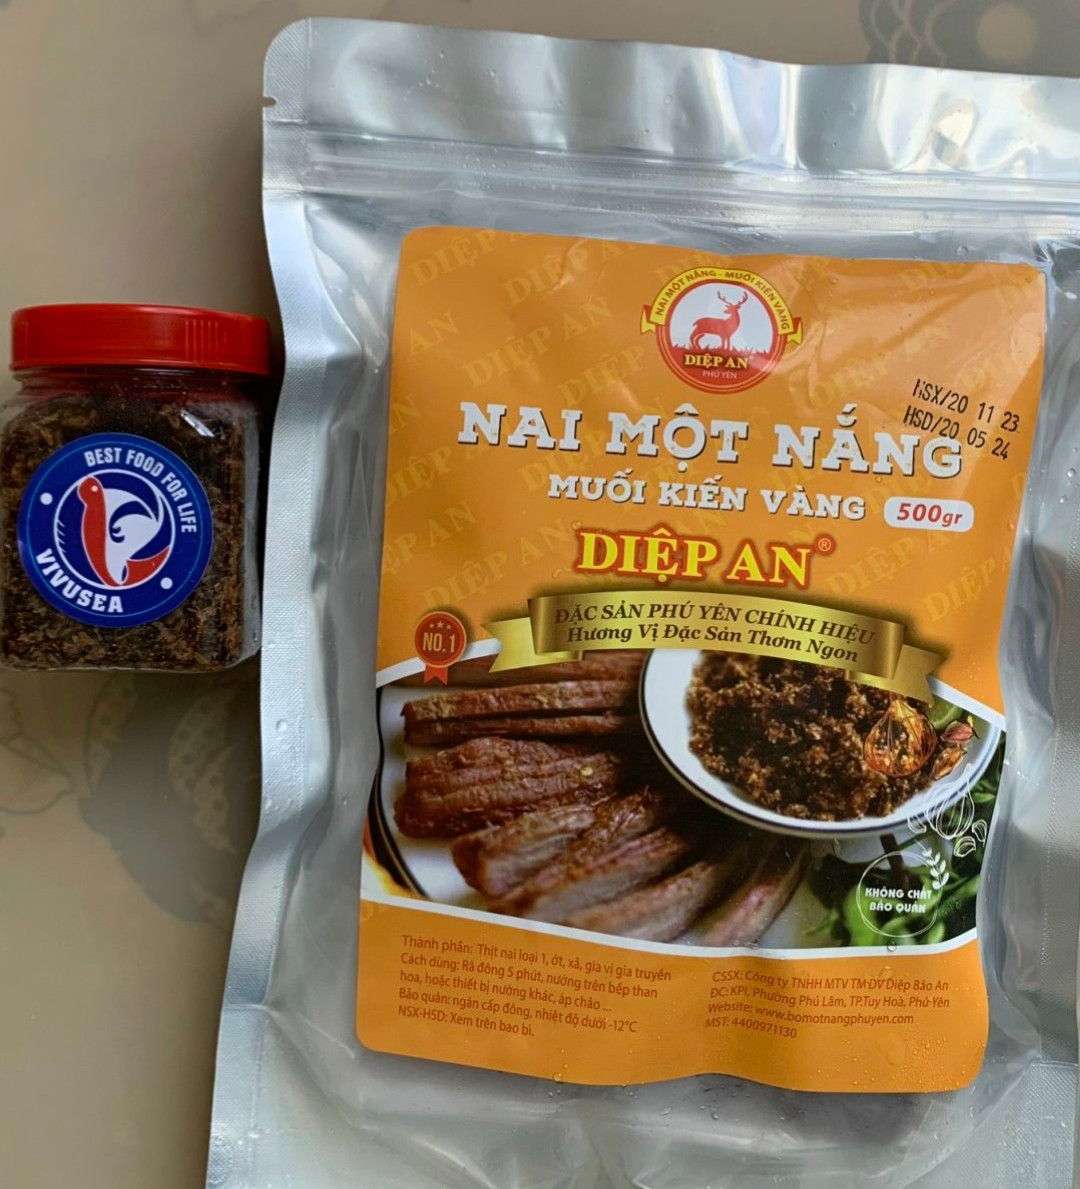 BEST FOOD FOR LIFE
VIVUSEA
NAI MỘT NẮNG - MUỐI KIẾN VÀNG
DIỆP AN
PHÚ YÊN
NSX/20 11 23
HSD/20 05 24
NAI MỘT NẮNG
MUỐI KIẾN VÀNG
500gr
DIỆP AN®
ĐẶC SẢN PHÚ YÊN CHÍNH HIỆU
Hương Vị Đặc Sản Thơm Ngon
NO.1
KHÔNG CHẤT
BẢO QUẢN
Thành phần: Thịt nai loại 1, ớt, xả, gia vị gia truyền
Cách dùng: Rã đông 5 phút, nướng trên bếp than
hoa, hoặc thiết bị nướng khác, áp chảo ...
Bảo quản: ngăn cấp đông, nhiệt độ dưới -12°C
NSX-HSD: Xem trên bao bì.
CSSX: Công ty TNHH MTV TM DV Diệp Bảo An
ĐC: KP1, Phường Phú Lâm, TP.Tuy Hoà, Phú Yên
Website: www.bomotnangphuyen.com
MST: 4400971130